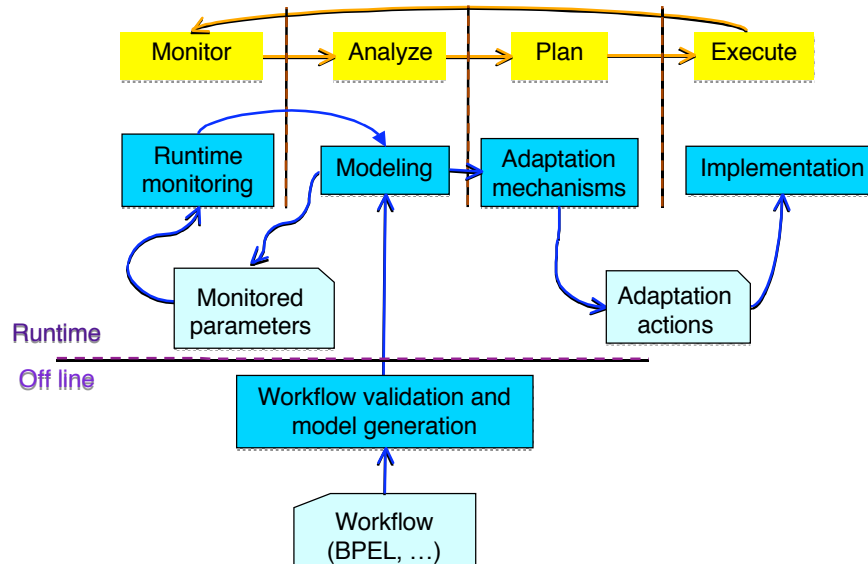 Monitor
Analyze
Plan
Execute
Runtime
monitoring
Modeling
Adaptation
mechanisms
Implementation
Monitored
parameters
Adaptation
actions
Runtime
Off line
Workflow validation and
model generation
Workflow
(BPEL, …)